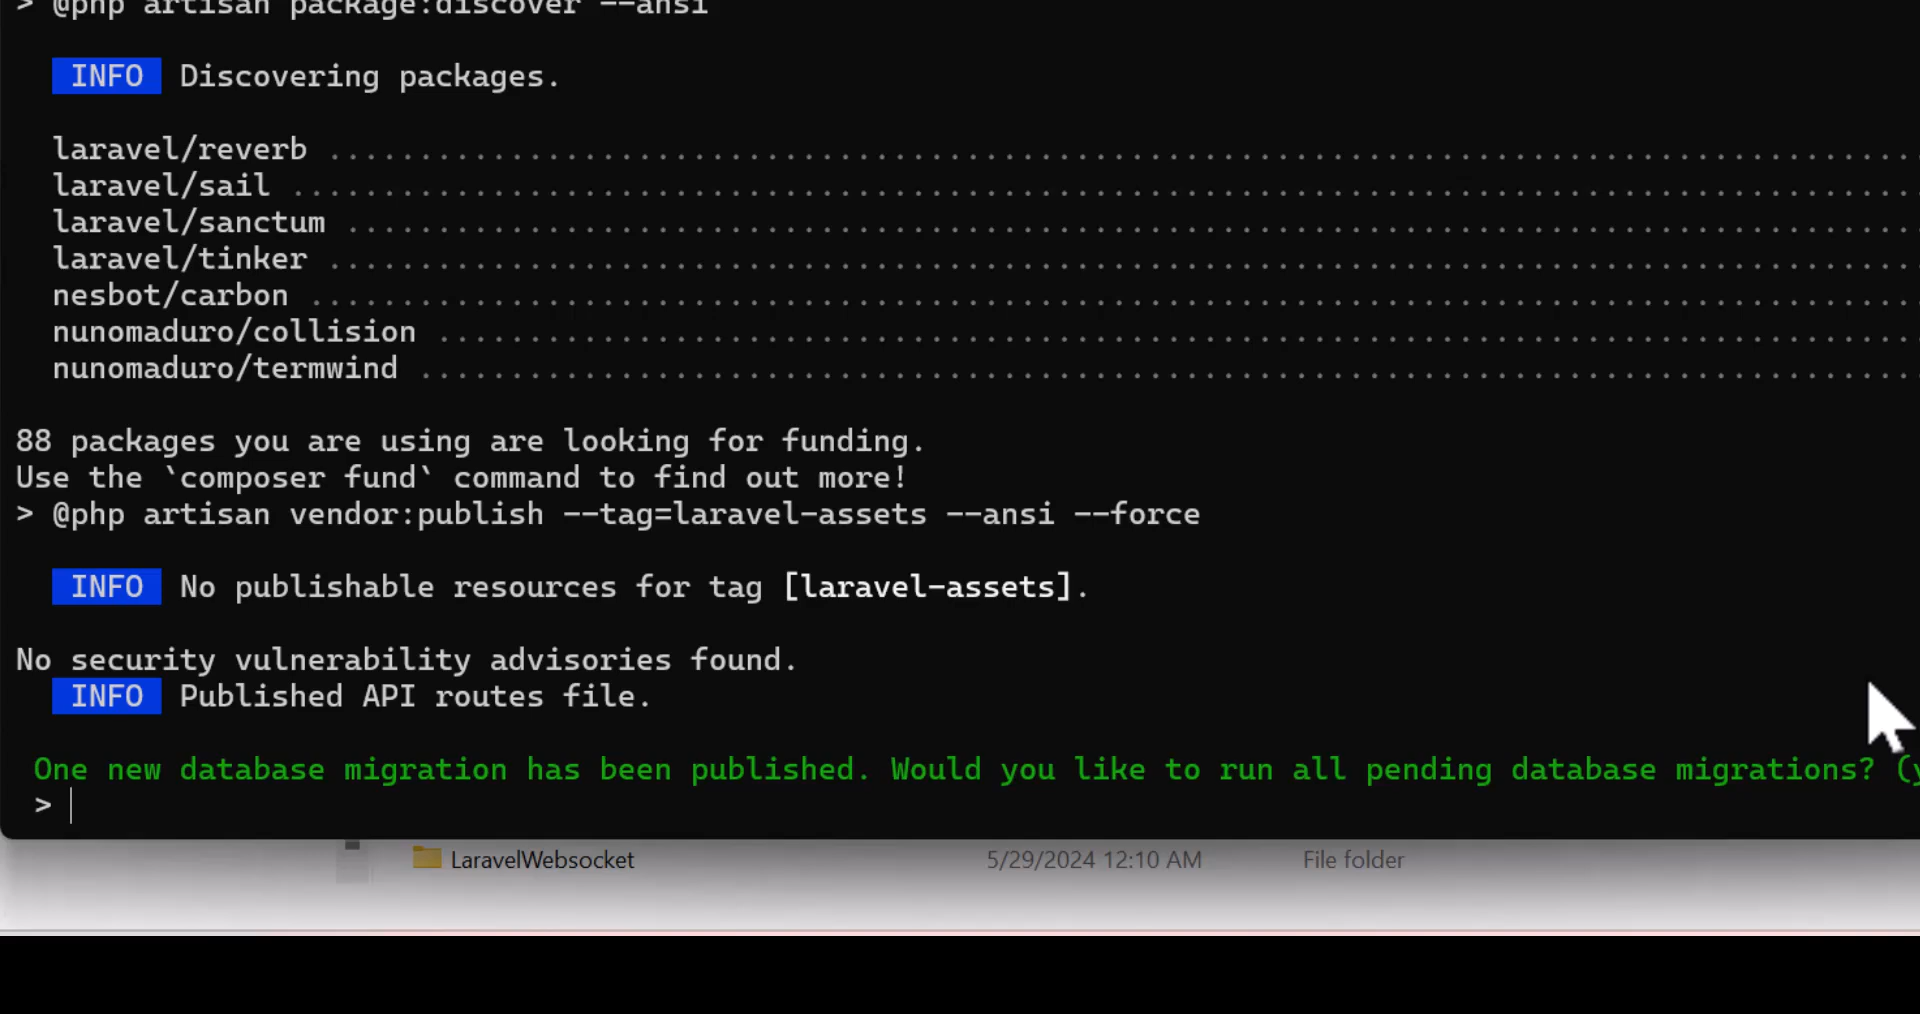 > @php artisan package:discover --ansi
INFO Discovering packages.
laravel/reverb ........................................................................................
laravel/sail ..........................................................................................
laravel/sanctum .......................................................................................
laravel/tinker ........................................................................................
nesbot/carbon .........................................................................................
nunomaduro/collision ..................................................................................
nunomaduro/termwind ...................................................................................
88 packages you are using are looking for funding.
Use the `composer fund` command to find out more!
> @php artisan vendor:publish --tag=laravel-assets --ansi --force
INFO No publishable resources for tag [laravel-assets].
No security vulnerability advisories found.
INFO Published API routes file.
One new database migration has been published. Would you like to run all pending database migrations? (y
>
LaravelWebsocket 5/29/2024 12:10 AM File folder